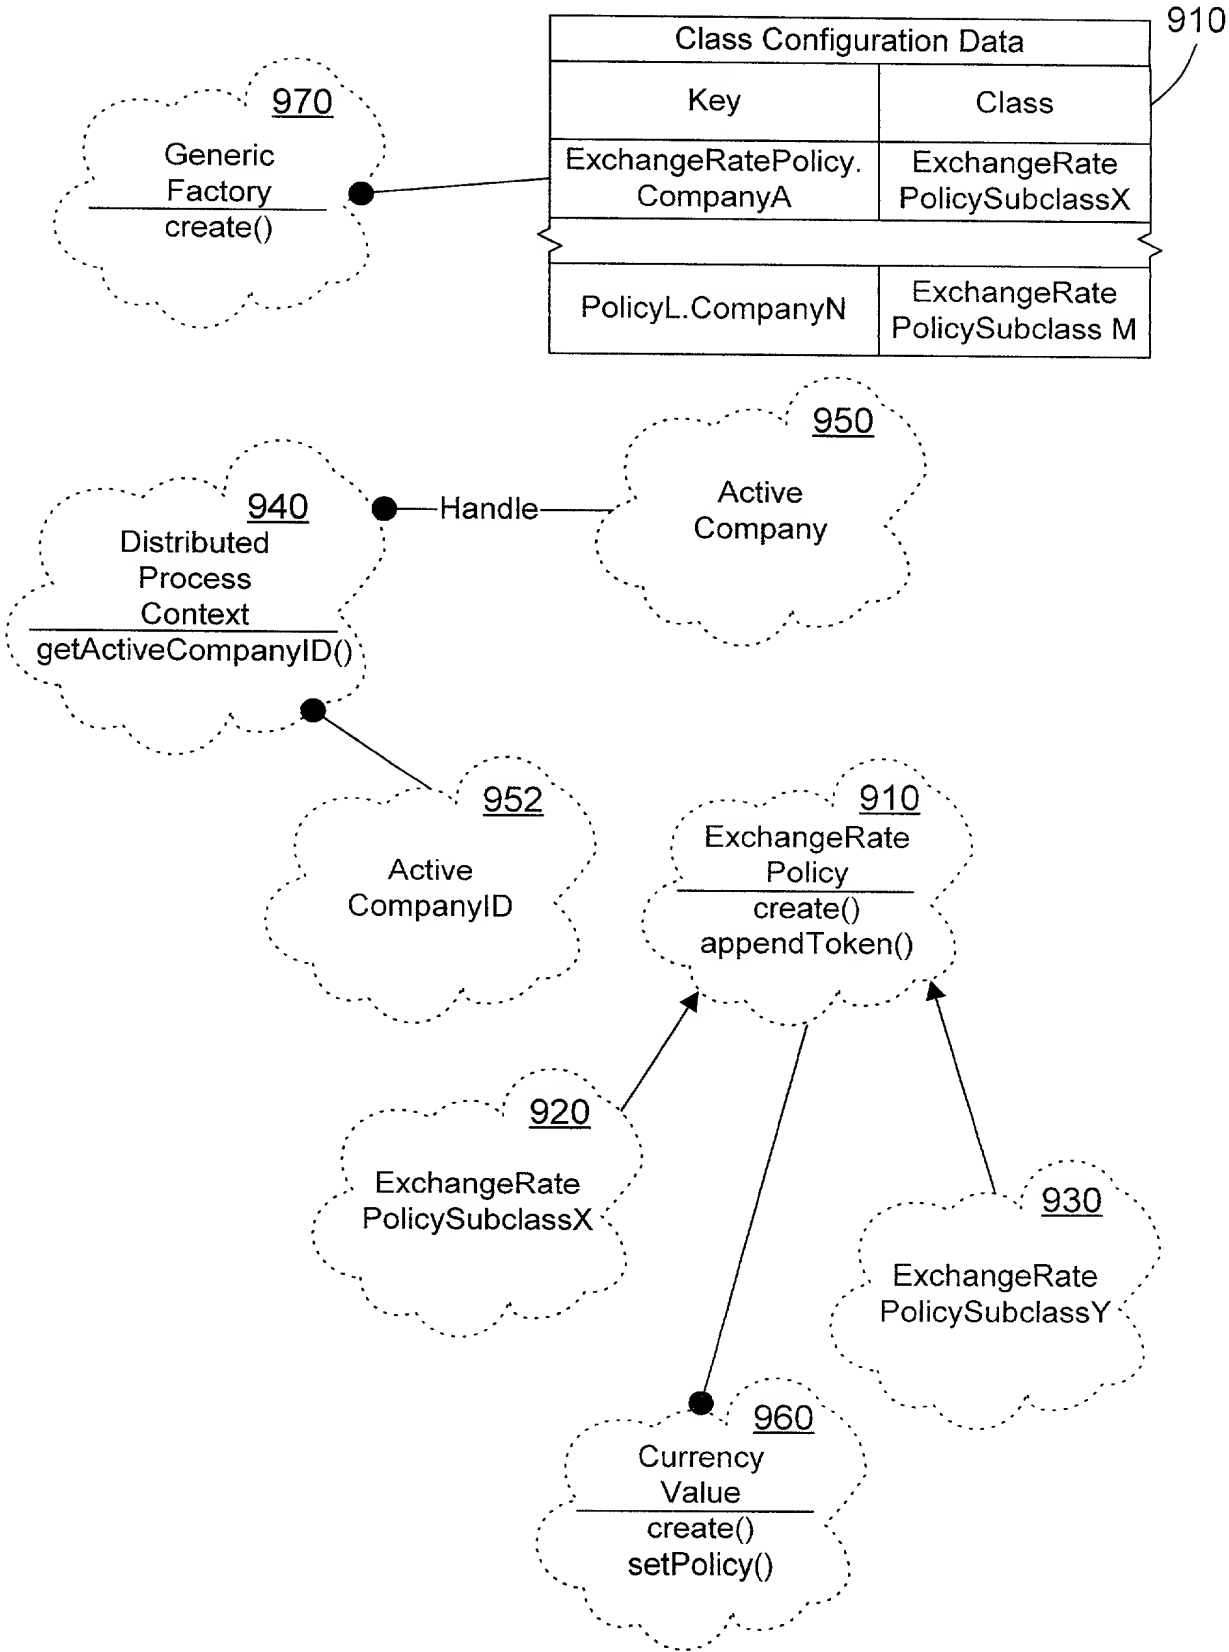 910
Class Configuration Data
Key
Class
ExchangeRatePolicy.
CompanyA
ExchangeRate
PolicySubclassX
PolicyL.CompanyN
ExchangeRate
PolicySubclass M
970
Generic
Factory
create()
950
Active
Company
940
Distributed
Process
Context
getActiveCompanyID()
Handle
952
Active
CompanyID
910
ExchangeRate
Policy
create()
appendToken()
920
ExchangeRate
PolicySubclassX
930
ExchangeRate
PolicySubclassY
960
Currency
Value
create()
setPolicy()